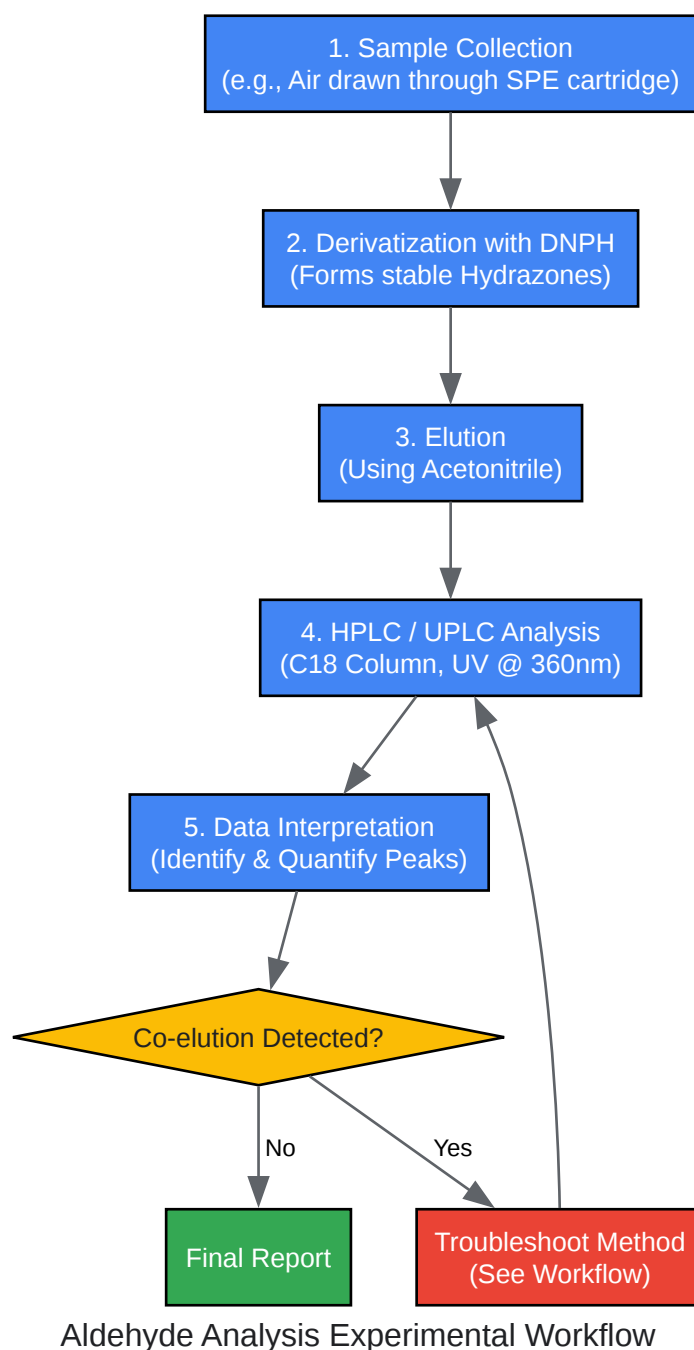 1. Sample Collection
(e.g., Air drawn through SPE cartridge)
2. Derivatization with DNPH
(Forms stable Hydrazones)
3. Elution
(Using Acetonitrile)
4. HPLC / UPLC Analysis
(C18 Column, UV @ 360nm)
5. Data Interpretation
(Identify & Quantify Peaks)
Co-elution Detected?
No
Yes
Final Report
Troubleshoot Method
(See Workflow)
Aldehyde Analysis Experimental Workflow